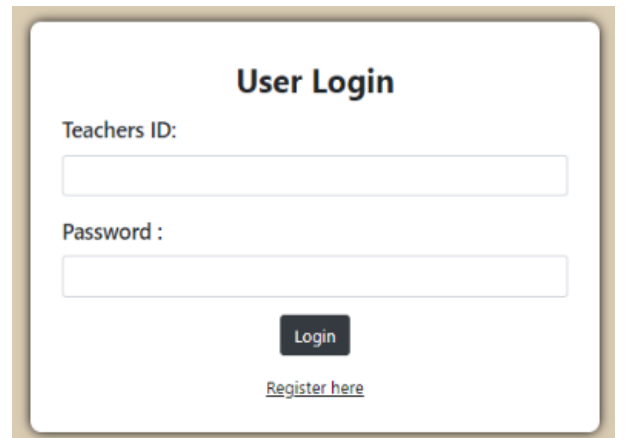 User Login
Teachers ID:
Password :
Login
Register here